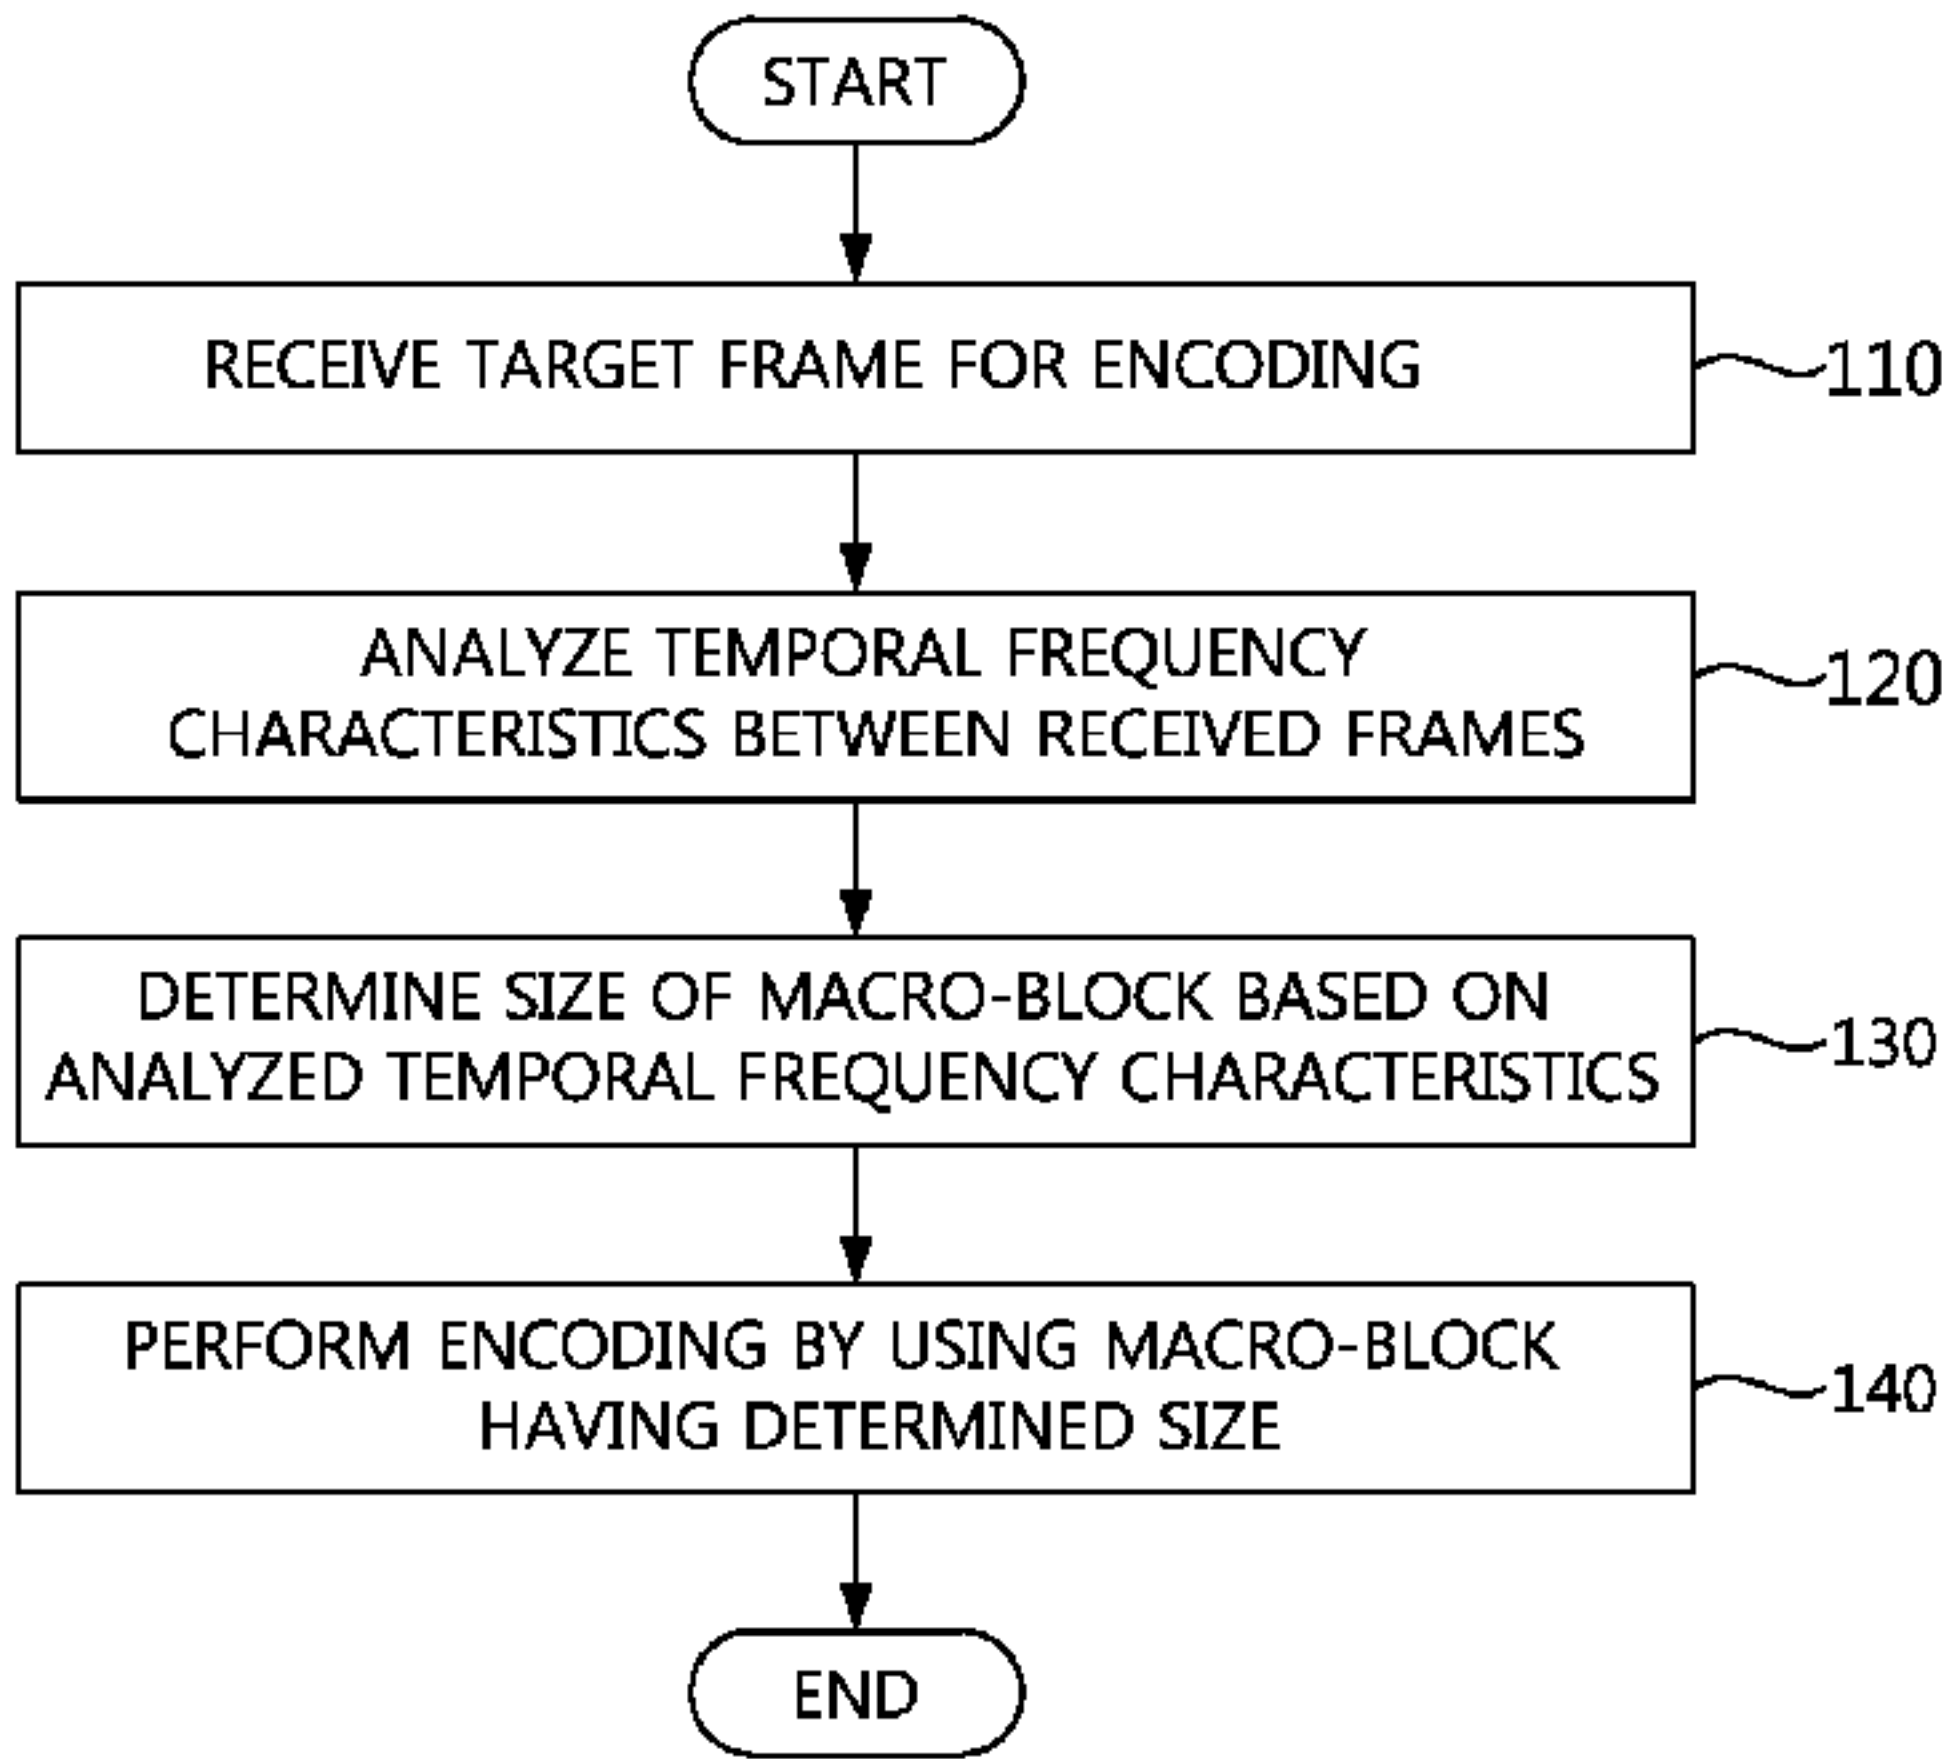 START
RECEIVE TARGET FRAME FOR ENCODING
110
ANALYZE TEMPORAL FREQUENCY
CHARACTERISTICS BETWEEN RECEIVED FRAMES
120
DETERMINE SIZE OF MACRO-BLOCK BASED ON
ANALYZED TEMPORAL FREQUENCY CHARACTERISTICS
130
PERFORM ENCODING BY USING MACRO-BLOCK
HAVING DETERMINED SIZE
140
END